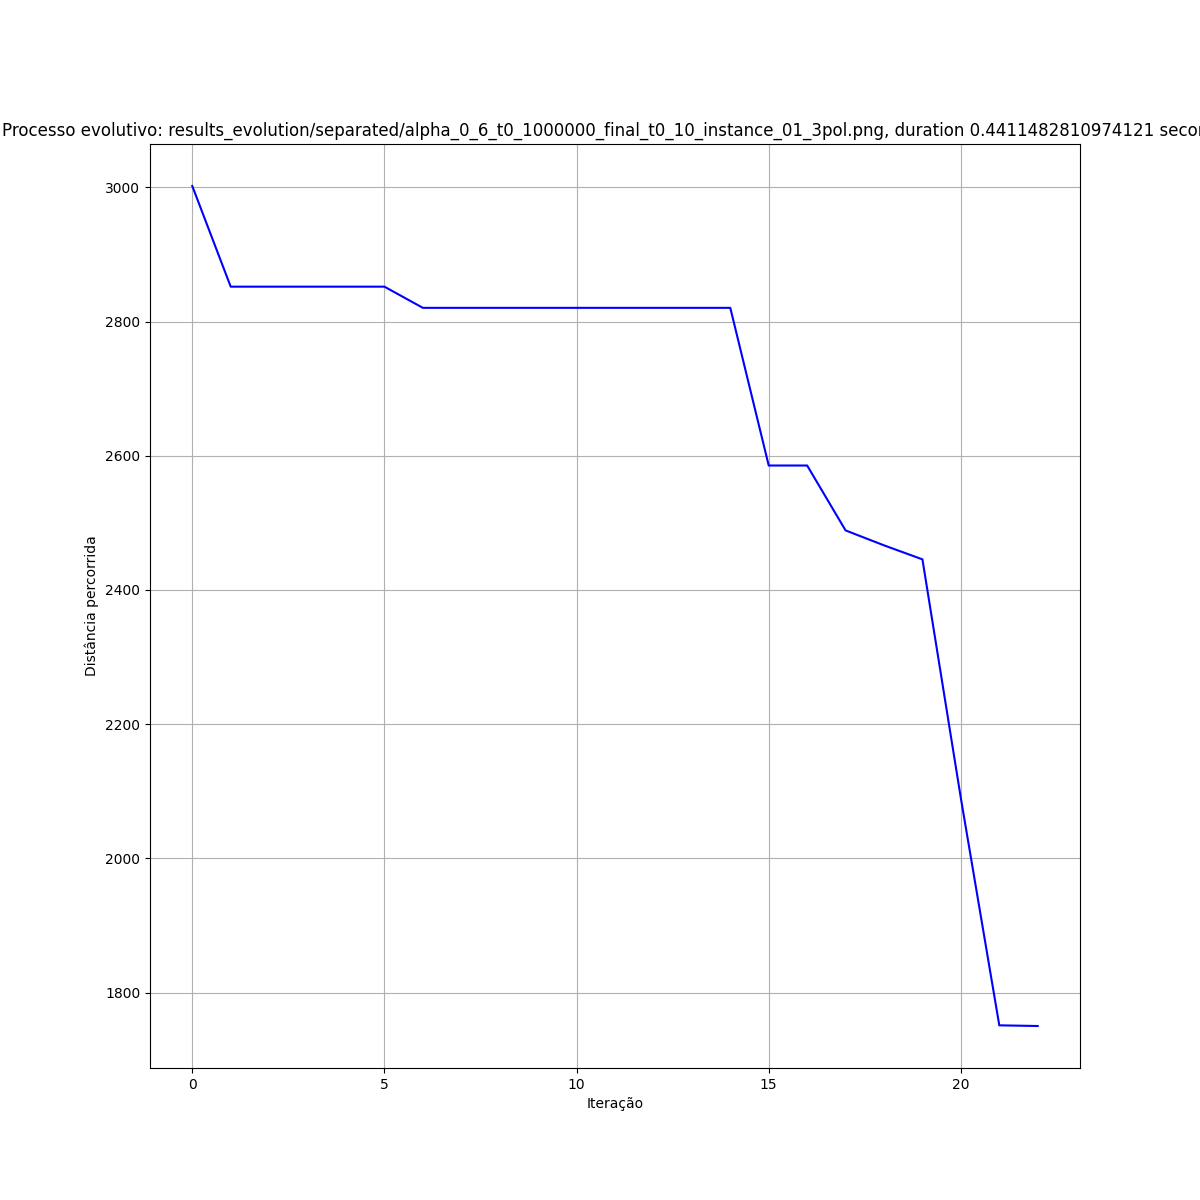 Processo evolutivo: results_evolution/separated/alpha_0_6_t0_1000000_final_t0_10_instance_01_3pol.png, duration 0.4411482810974121
3000
2800
2600
2400
2200
2000
1800
Distância percorrida
0 5 10 15 20
Iteração